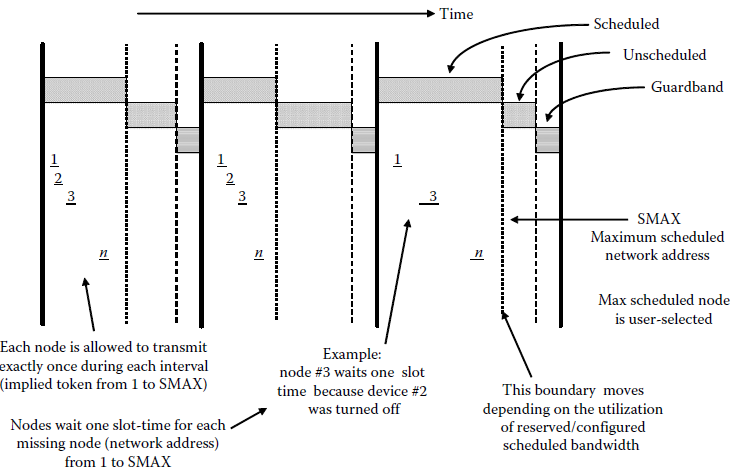 Time
Scheduled
Unscheduled
Guardband
1
2
3
n
1
2
3
n
1
3
n
SMAX
Maximum scheduled
network address
Max scheduled node
is user-selected
Each node is allowed to transmit
exactly once during each interval
(implied token from 1 to SMAX)
Nodes wait one slot-time for each
missing node (network address)
from 1 to SMAX
Example:
node #3 waits one slot
time because device #2
was turned off
This boundary moves
depending on the utilization
of reserved/configured
scheduled bandwidth